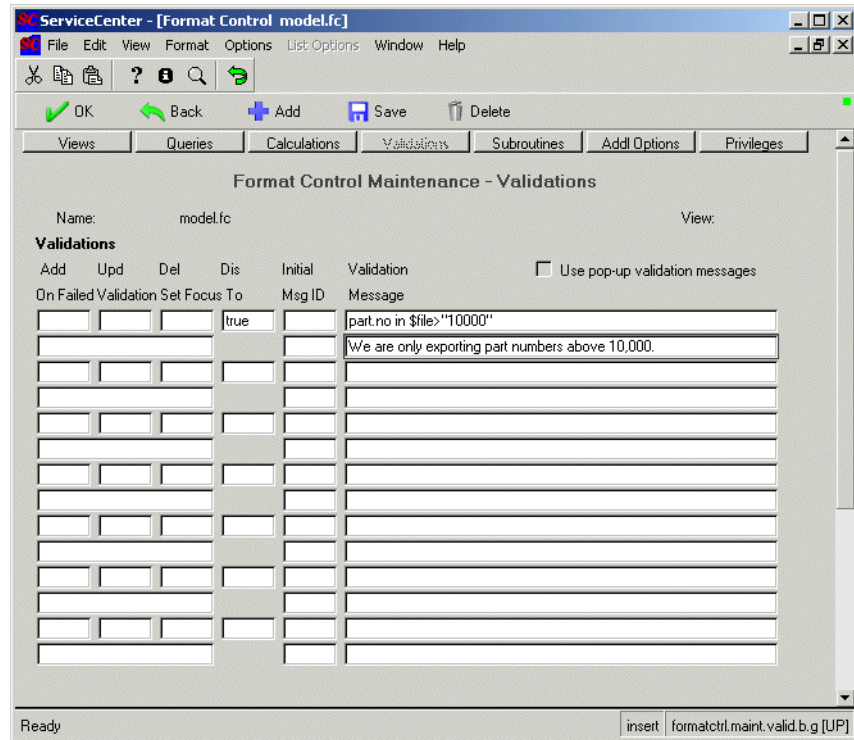 SC ServiceCenter - [Format Control model.fc]
SC File Edit View Format Options List Options Window Help
OK Back Add Save Delete
Views Queries Calculations Validations Subroutines Addl Options Privileges
Format Control Maintenance - Validations
Name: model.fc View:
Validations
Add Upd Del Dis Initial Validation Use pop-up validation messages
On Failed Validation Set Focus To Msg ID Message
true part.no in $file>"10000"
We are only exporting part numbers above 10,000.
Ready insert formatctrl.maint.valid.b.g [UP]